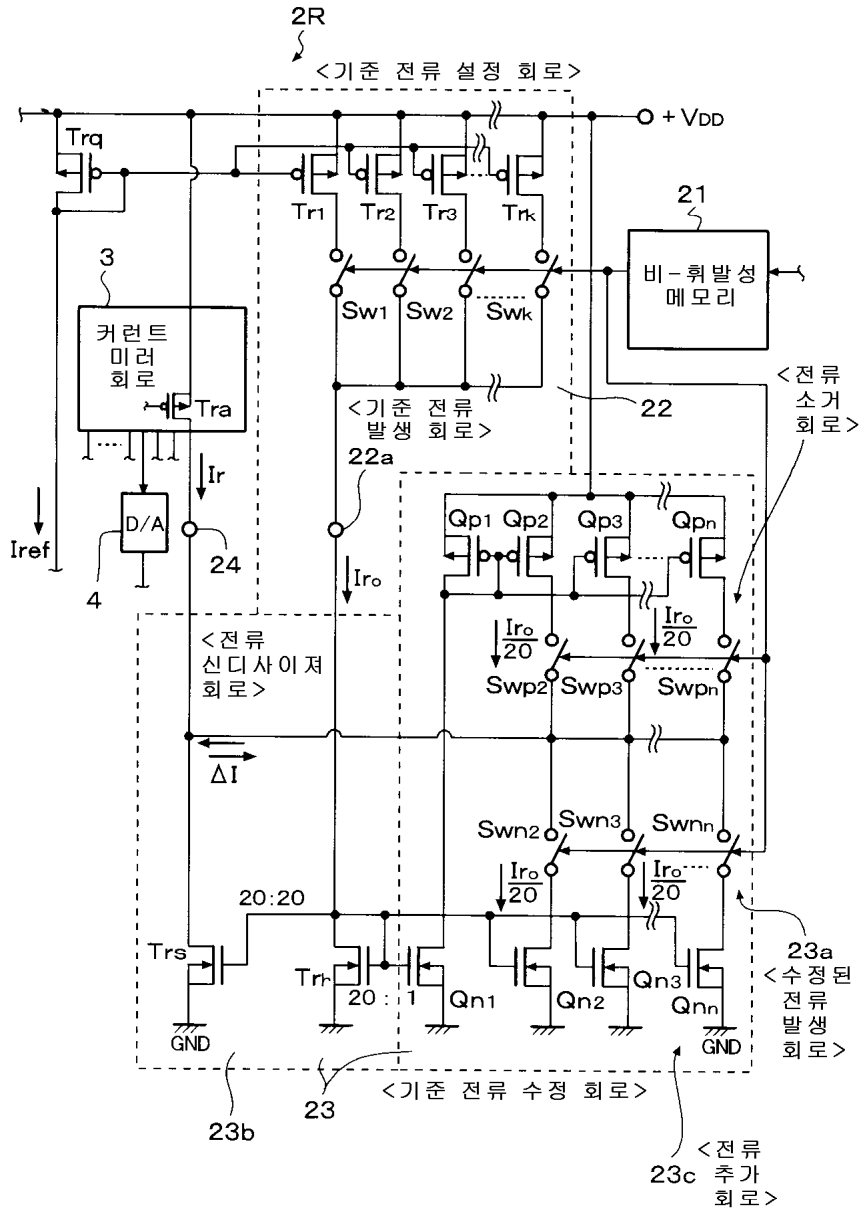 2R
<기준 전류 설정 회로>
+ VDD
Trq
Tr1
Tr2
Tr3
Trk
21
비-휘발성
메모리
3
커런트
미러
회로
Tra
Sw1
Sw2
Swk
<기준 전류
발생 회로>
22
<전류
소거
회로>
22a
Ir
D/A
Iref
4
24
Iro
Qp1
Qp2
Qp3
Qpn
<전류
신디사이져
회로>
Iro
20
Iro
20
Swp2
Swp3
Swpn
ΔI
Swn2
Swn3
Swnn
Iro
20
Iro
20
20:20
Trs
Trr
20 : 1
Qn1
Qn2
Qn3
Qnn
23a
<수정된
전류
발생
회로>
GND
GND
23
<기준 전류 수정 회로>
23b
23c
<전류
추가
회로>